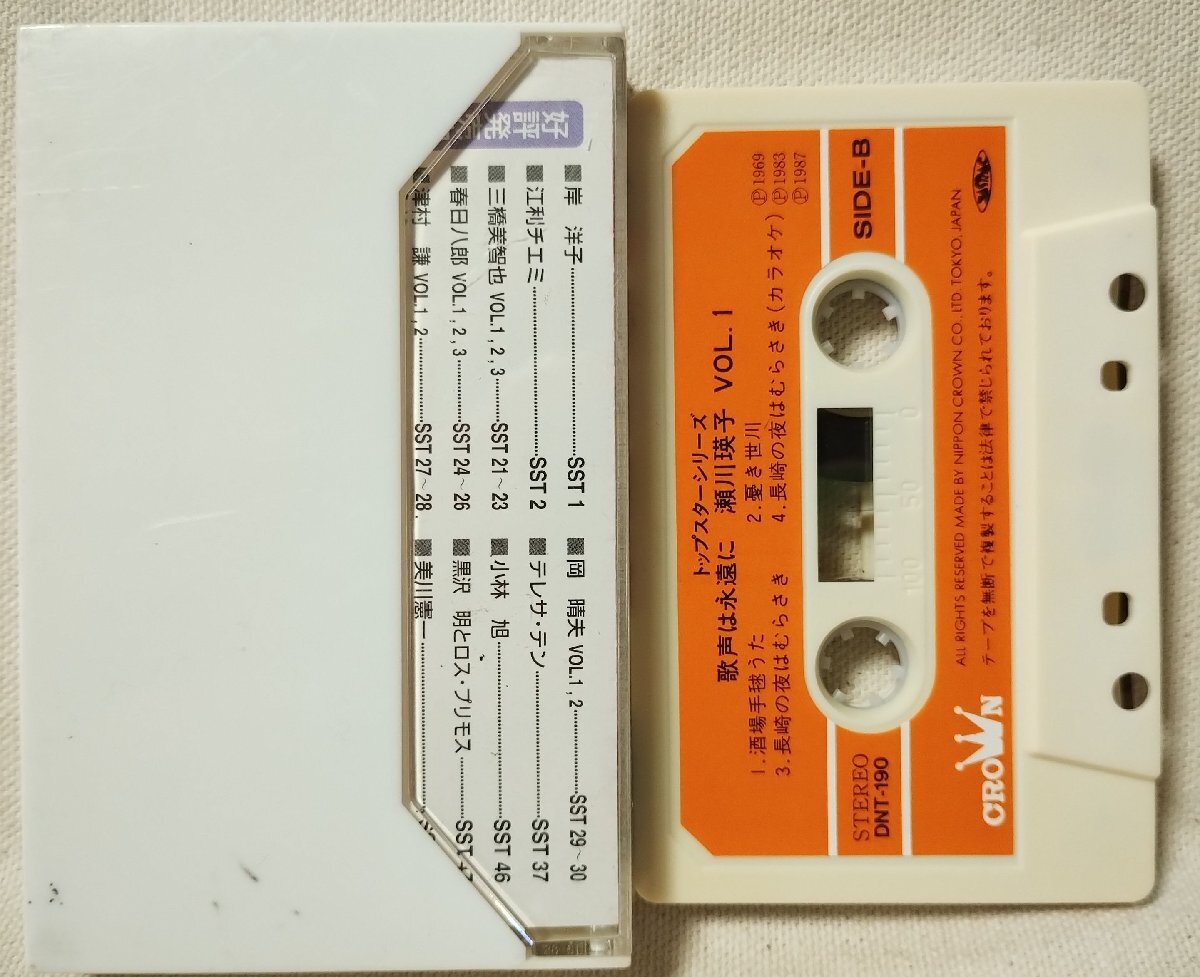 好評発売中
■岸 洋子……SST 1
■江利チエミ……SST 2
■三橋美智也 VOL.1, 2, 3……SST 21～23
■春日八郎 VOL.1, 2, 3……SST 24～26
■津村 謙 VOL.1, 2……SST 27～28
■岡 晴夫 VOL.1, 2……SST 29～30
■テレサ・テン……SST 37
■小林 旭……SST 46
■黒沢 明とロス・プリモス……SST
■美川憲一……
トップスターシリーズ
歌声は永遠に 瀬川瑛子 VOL.1
1.酒場手毬うた
2.憂き世川
3.長崎の夜はむらさき
4.長崎の夜はむらさき(カラオケ)
Ⓟ1969
Ⓟ1983
Ⓟ1987
STEREO
DNT-190
SIDE-B
100 50 0
ALL RIGHTS RESERVED MADE BY NIPPON CROWN CO., LTD. TOKYO, JAPAN
テープを無断で複製することは法律で禁じられております。
CROWN